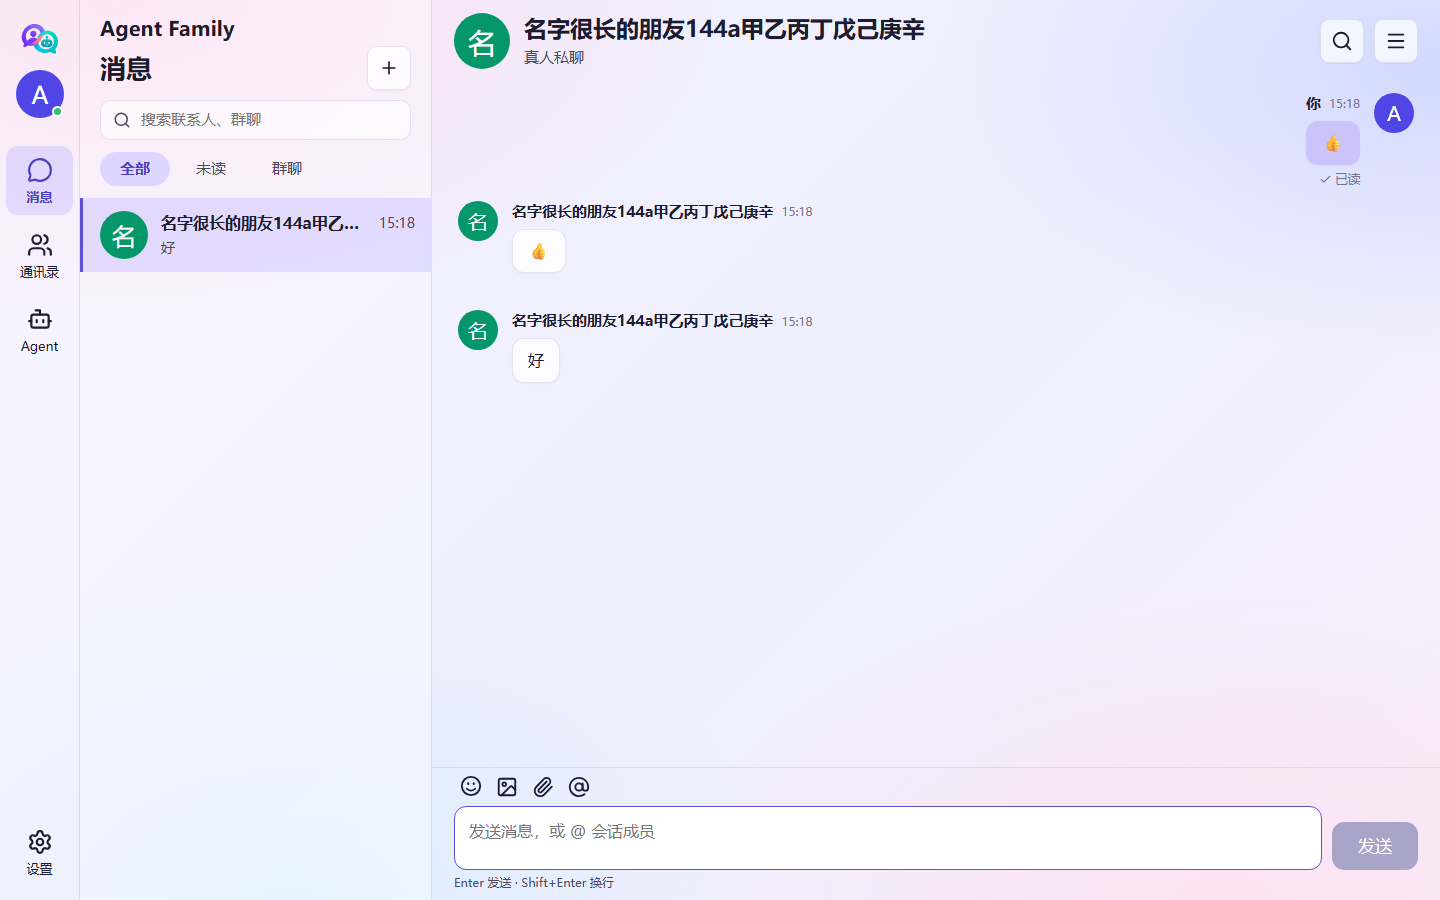 A
消息
通讯录
Agent
设置
Agent Family
消息
搜索联系人、群聊
全部
未读
群聊
名
名字很长的朋友144a甲乙...
15:18
好
名
名字很长的朋友144a甲乙丙丁戊己庚辛
真人私聊
你 15:18
A
👍
已读
名
名字很长的朋友144a甲乙丙丁戊己庚辛 15:18
👍
名
名字很长的朋友144a甲乙丙丁戊己庚辛 15:18
好
发送消息，或 @ 会话成员
发送
Enter 发送 · Shift+Enter 换行